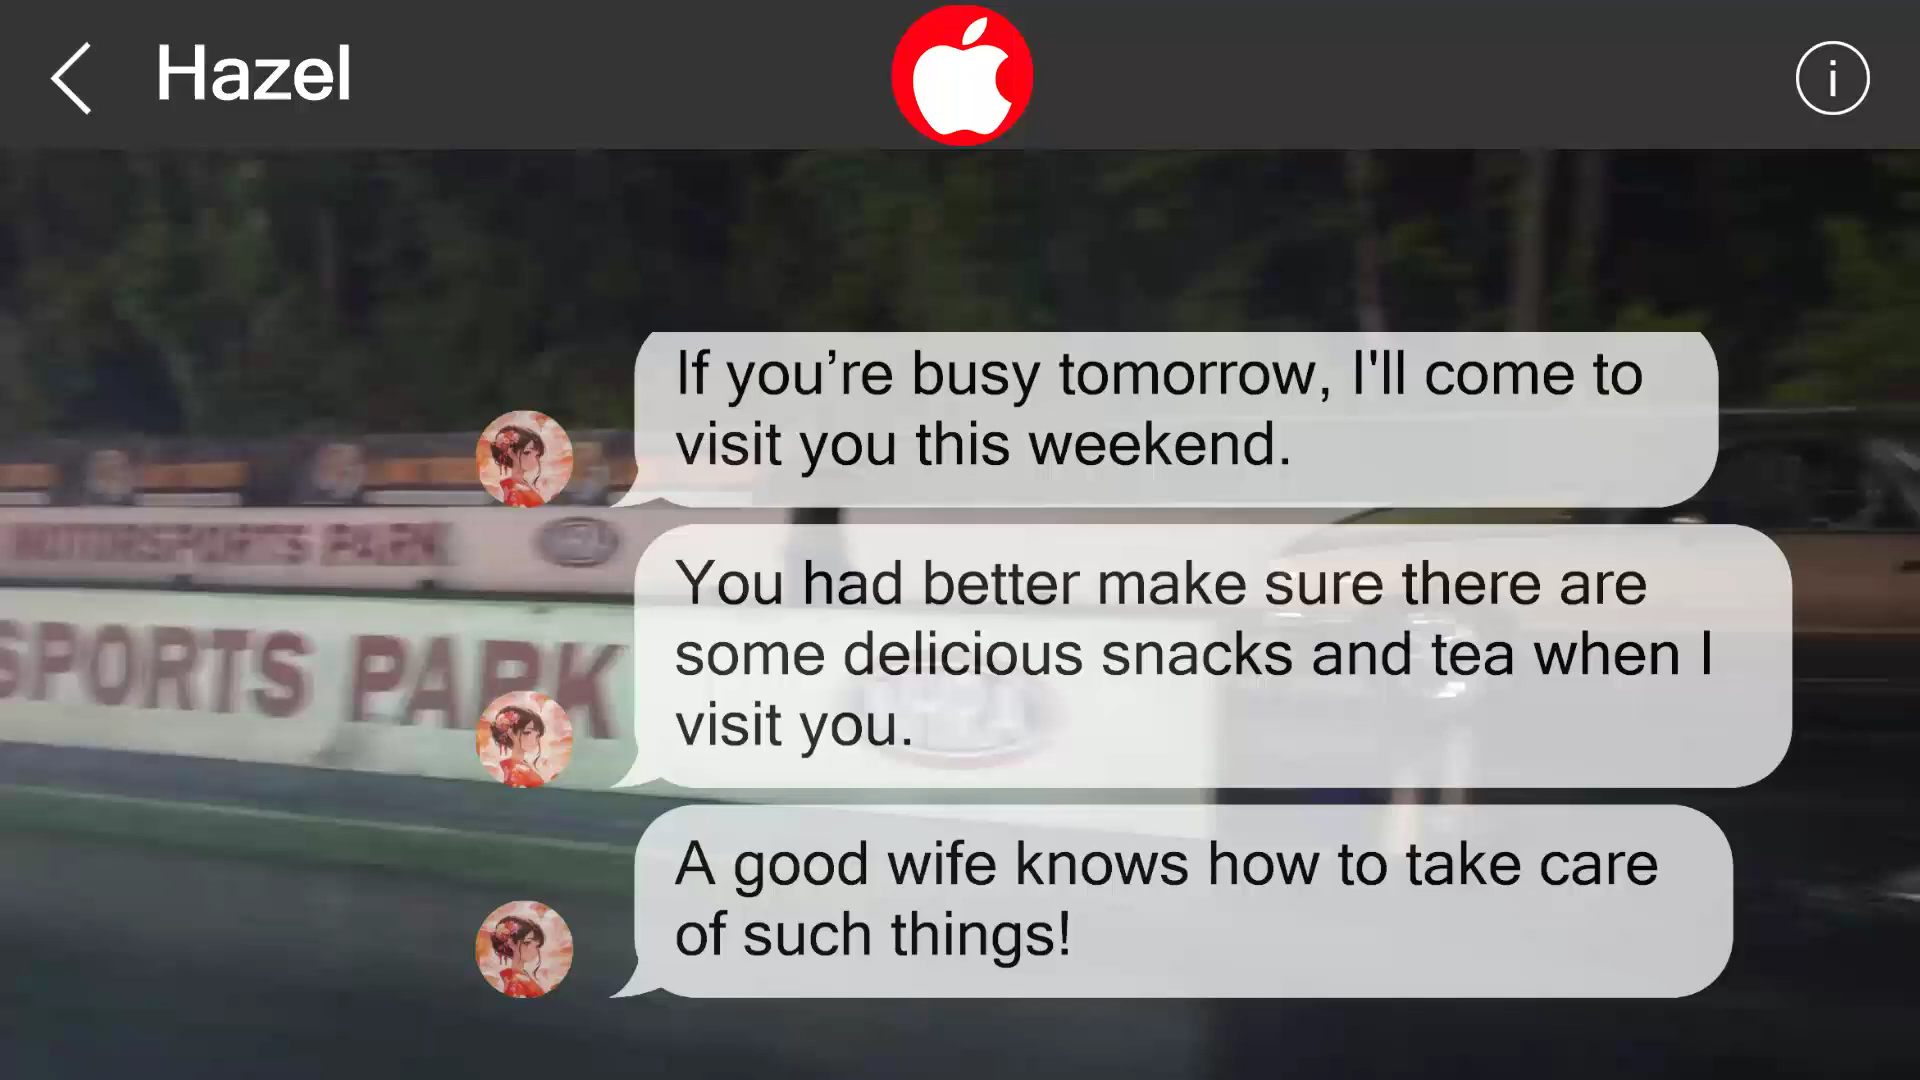 Hazel
i
If you’re busy tomorrow, I'll come to
visit you this weekend.
You had better make sure there are
some delicious snacks and tea when I
visit you.
A good wife knows how to take care
of such things!
MOTORSPORTS PARK
SPORTS PARK